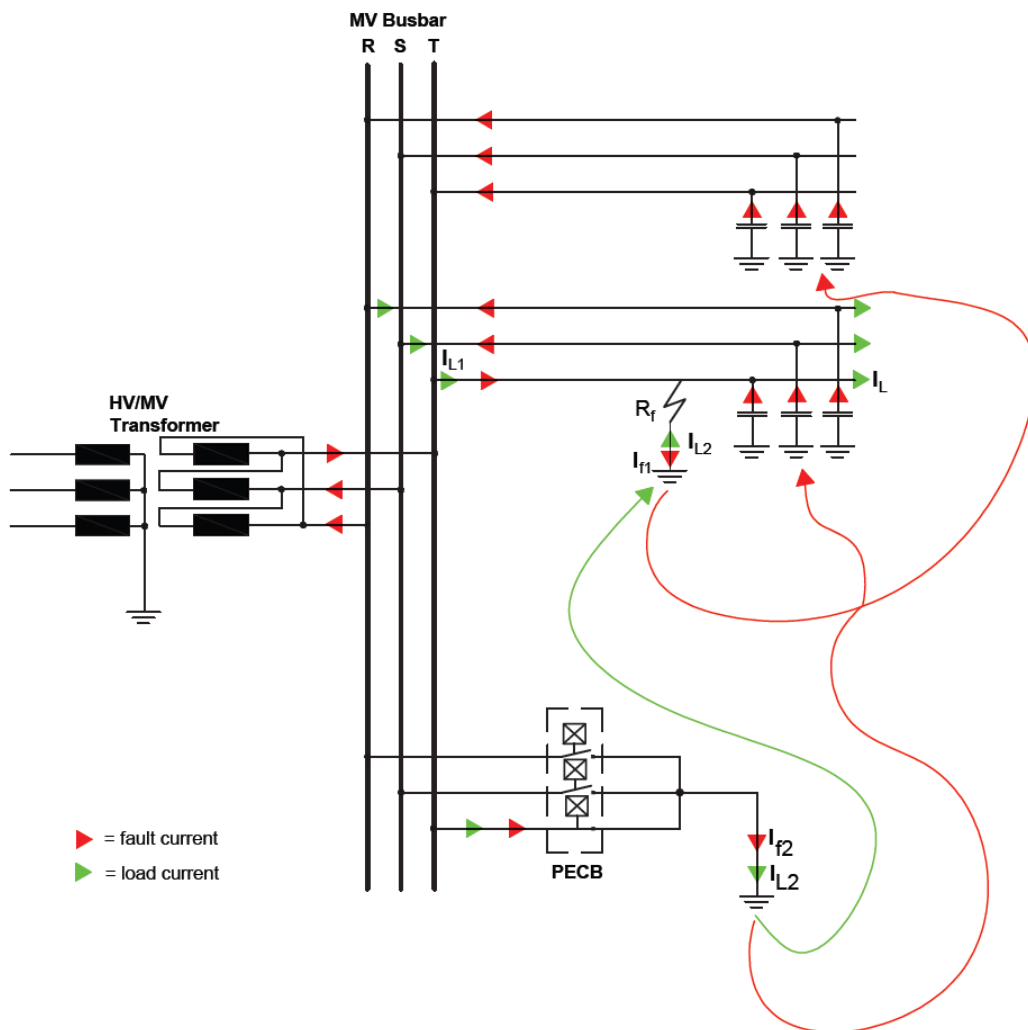 MV Busbar
R S T
I_L1
I_L
HV/MV
Transformer
R_f
I_L2
I_f1
= fault current
= load current
PECB
I_f2
I_L2